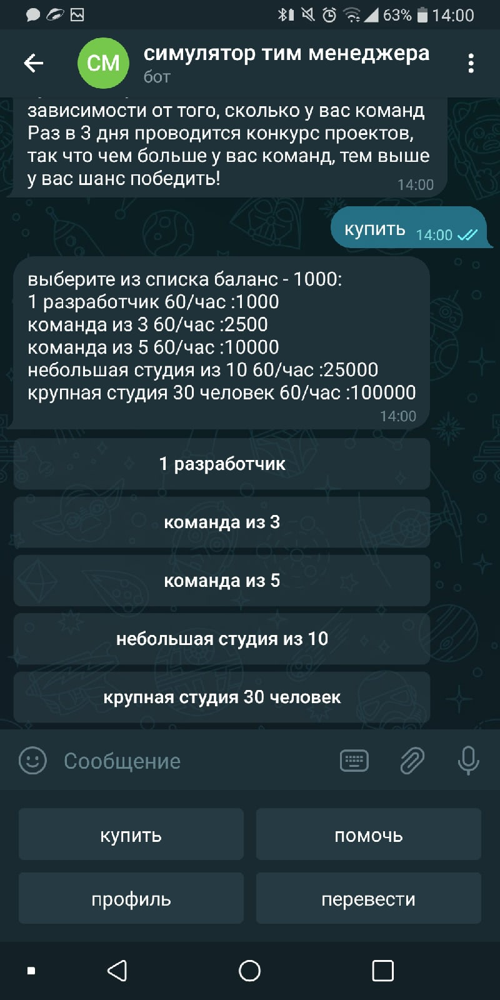 63% 14:00
СМ
симулятор тим менеджера
бот
зависимости от того, сколько у вас команд
Раз в 3 дня проводится конкурс проектов,
так что чем больше у вас команд, тем выше
у вас шанс победить!
14:00
купить 14:00
выберите из списка баланс - 1000:
1 разработчик 60/час :1000
команда из 3 60/час :2500
команда из 5 60/час :10000
небольшая студия из 10 60/час :25000
крупная студия 30 человек 60/час :100000
14:00
1 разработчик
команда из 3
команда из 5
небольшая студия из 10
крупная студия 30 человек
Сообщение
купить
помочь
профиль
перевести